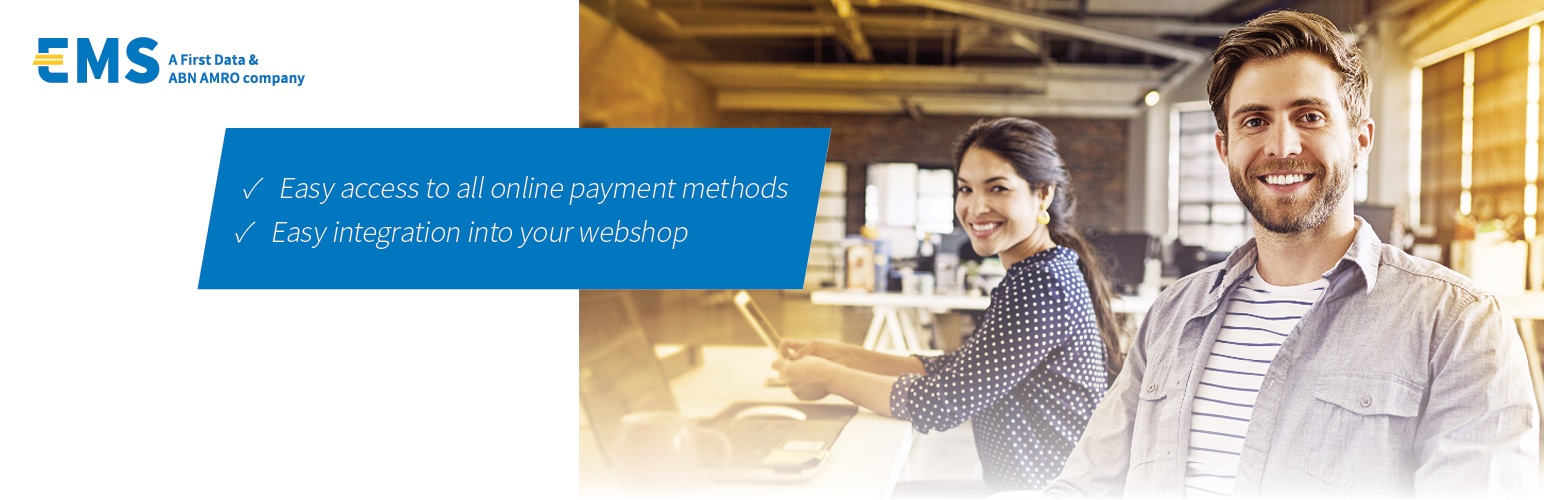 EMS
A First Data &
ABN AMRO company
✓ Easy access to all online payment methods
✓ Easy integration into your webshop